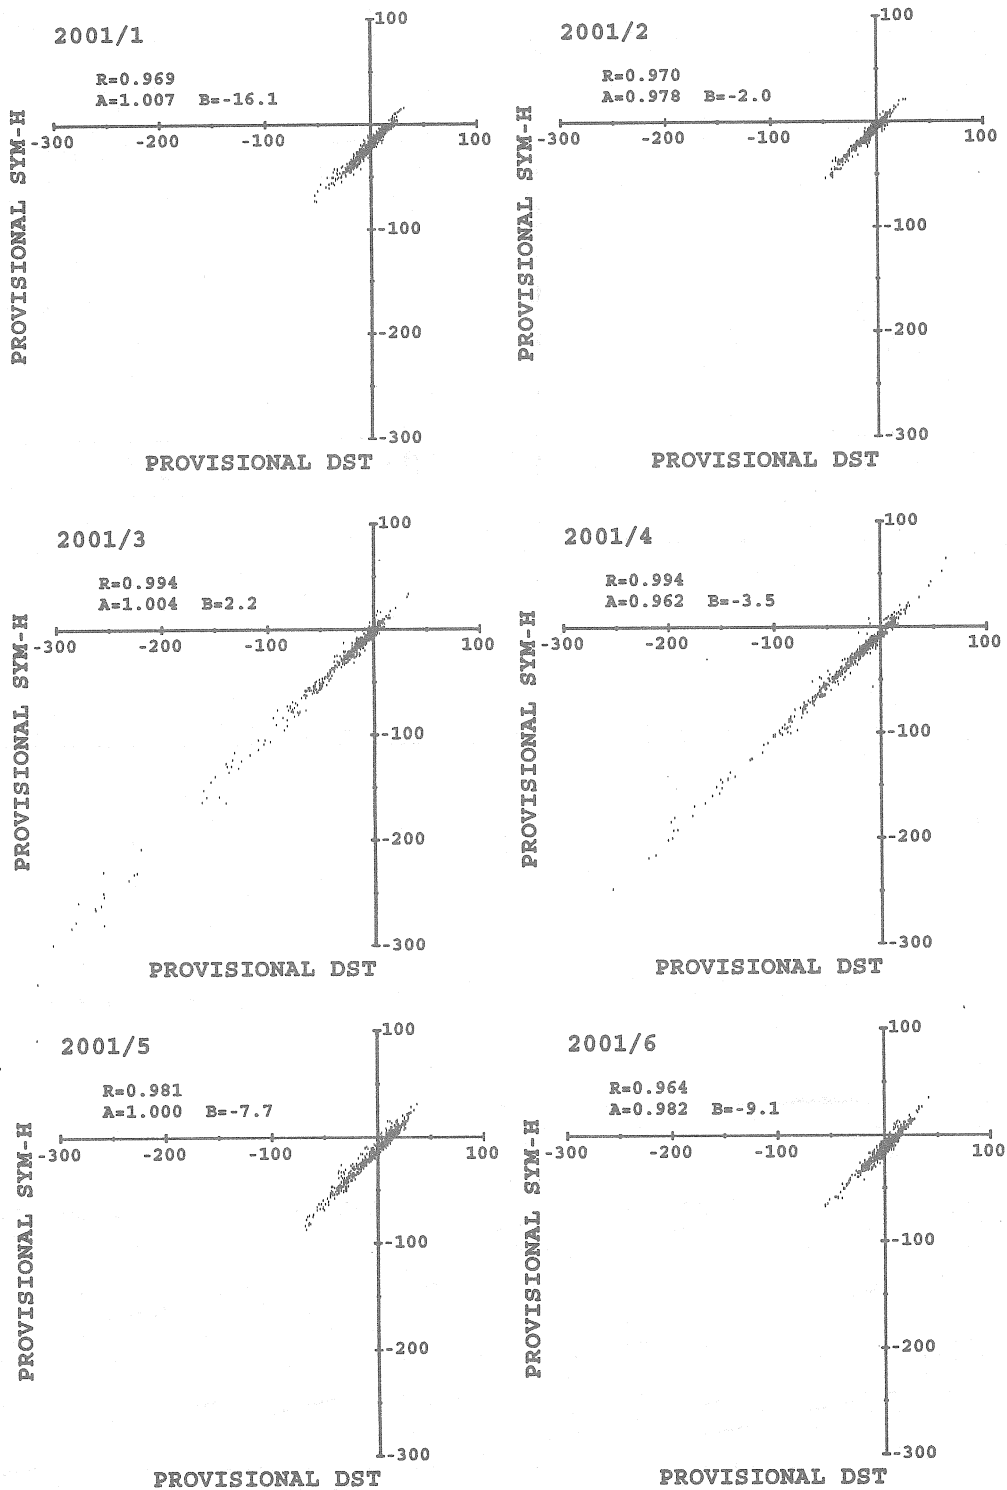 2001/1
R=0.969
A=1.007 B=-16.1
100
-300 -200 -100 100
-100
-200
-300
PROVISIONAL SYM-H
PROVISIONAL DST
2001/2
R=0.970
A=0.978 B=-2.0
100
-300 -200 -100 100
-100
-200
-300
PROVISIONAL SYM-H
PROVISIONAL DST
2001/3
R=0.994
A=1.004 B=2.2
100
-300 -200 -100 100
-100
-200
-300
PROVISIONAL SYM-H
PROVISIONAL DST
2001/4
R=0.994
A=0.962 B=-3.5
100
-300 -200 -100 100
-100
-200
-300
PROVISIONAL SYM-H
PROVISIONAL DST
2001/5
R=0.981
A=1.000 B=-7.7
100
-300 -200 -100 100
-100
-200
-300
PROVISIONAL SYM-H
PROVISIONAL DST
2001/6
R=0.964
A=0.982 B=-9.1
100
-300 -200 -100 100
-100
-200
-300
PROVISIONAL SYM-H
PROVISIONAL DST